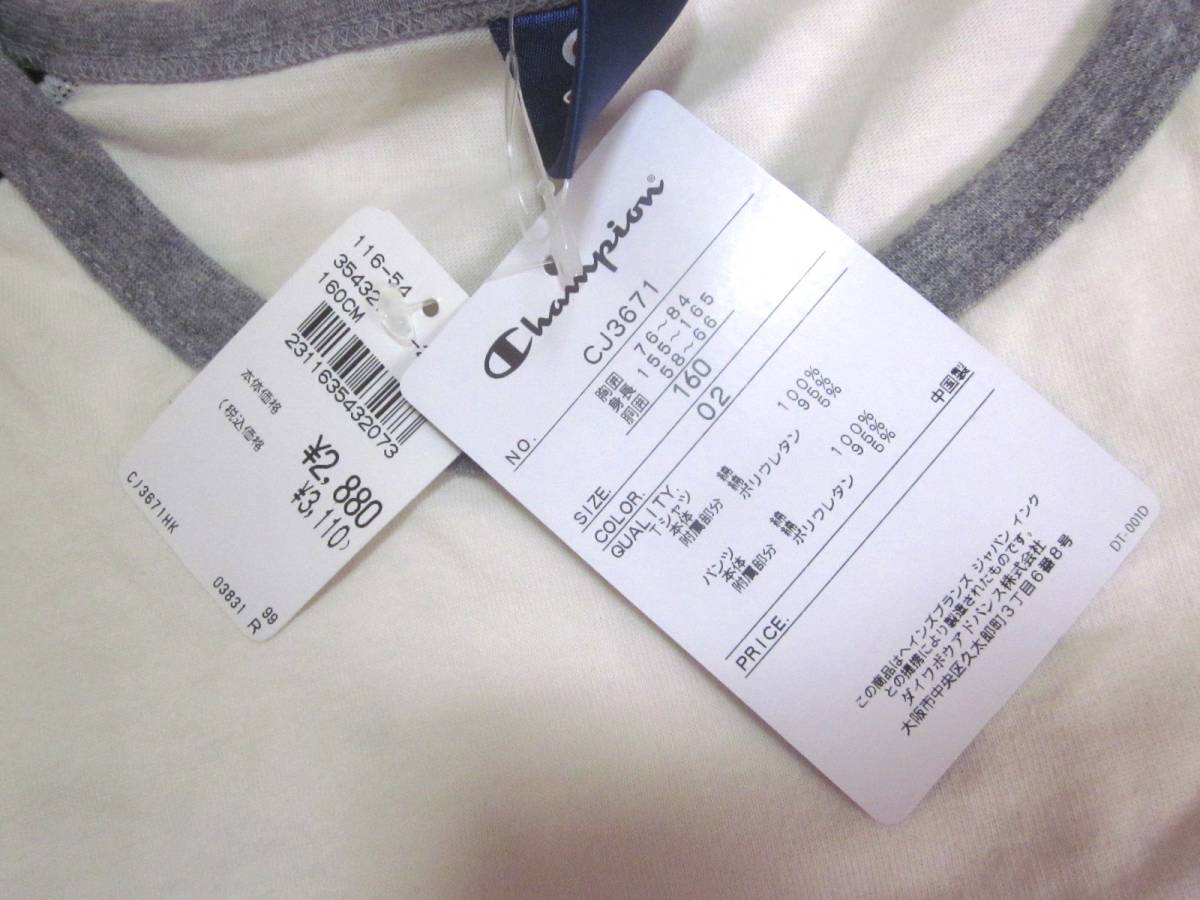 116-54
35432
160CM
2311635432073
本体価格
¥2,880
(税込価格
¥3,110)
CJ3671HK
99
03831 R
Champion®
NO. CJ3671
胸囲 76~84
身長 155~165
胴囲 58~66
SIZE. 160
COLOR. 02
QUALITY.
Tシャツ
本体 綿 100%
附属部分 綿 95%
ポリウレタン 5%
パンツ
本体 綿 100%
附属部分 綿 95%
ポリウレタン 5%
中国製
PRICE.
この商品はヘインズブランズ ジャパン インク
との提携により製造されたものです。
ダイワボウアドバンス株式会社
大阪市中央区久太郎町3丁目6番8号
DT-001D